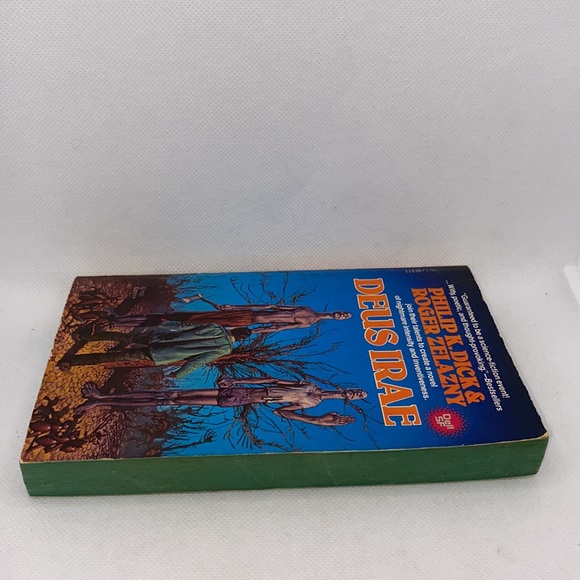 "Guaranteed to be a science-fiction event!
...Witty, poetic, and thought-provoking." —Bestsellers
PHILIP K. DICK &
ROGER ZELAZNY
join their talents to create a novel
of nightmare intensity and inventiveness-
DEUS IRAE
Dell
SF